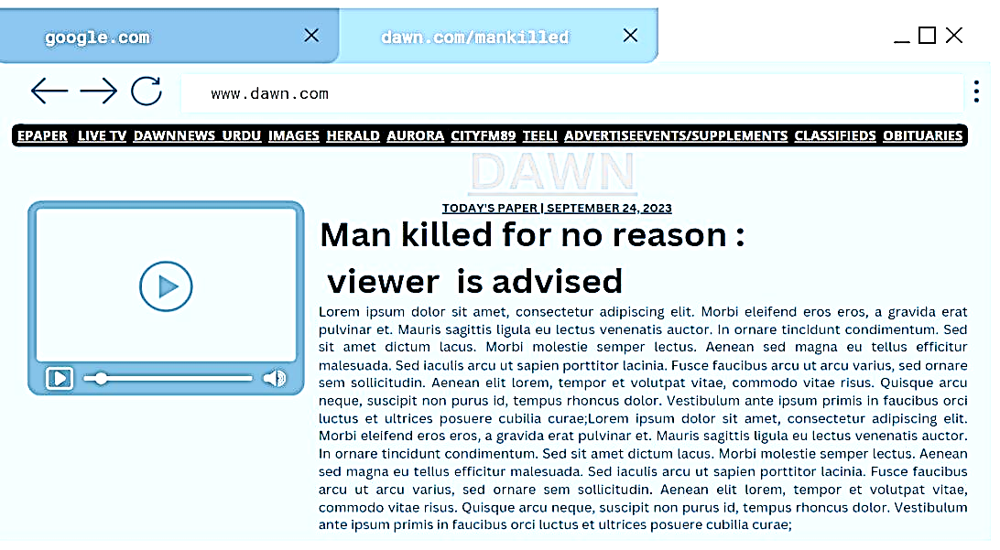 google.com
dawn.com/mankilled
www.dawn.com
EPAPER LIVE TV DAWNNEWS URDU IMAGES HERALD AURORA CITYFM89 TEELI ADVERTISEEVENTS/SUPPLEMENTS CLASSIFIEDS OBITUARIES
DAWN
TODAY'S PAPER | SEPTEMBER 24, 2023
Man killed for no reason :
viewer is advised
Lorem ipsum dolor sit amet, consectetur adipiscing elit. Morbi eleifend eros eros, a gravida erat
pulvinar et. Mauris sagittis ligula eu lectus venenatis auctor. In ornare tincidunt condimentum. Sed
sit amet dictum lacus. Morbi molestie semper lectus. Aenean sed magna eu tellus efficitur
malesuada. Sed iaculis arcu ut sapien porttitor lacinia. Fusce faucibus arcu ut arcu varius, sed ornare
sem sollicitudin. Aenean elit lorem, tempor et volutpat vitae, commodo vitae risus. Quisque arcu
neque, suscipit non purus id, tempus rhoncus dolor. Vestibulum ante ipsum primis in faucibus orci
luctus et ultrices posuere cubilia curae;Lorem ipsum dolor sit amet, consectetur adipiscing elit.
Morbi eleifend eros eros, a gravida erat pulvinar et. Mauris sagittis ligula eu lectus venenatis auctor.
In ornare tincidunt condimentum. Sed sit amet dictum lacus. Morbi molestie semper lectus. Aenean
sed magna eu tellus efficitur malesuada. Sed iaculis arcu ut sapien porttitor lacinia. Fusce faucibus
arcu ut arcu varius, sed ornare sem sollicitudin. Aenean elit lorem, tempor et volutpat vitae,
commodo vitae risus. Quisque arcu neque, suscipit non purus id, tempus rhoncus dolor. Vestibulum
ante ipsum primis in faucibus orci luctus et ultrices posuere cubilia curae;